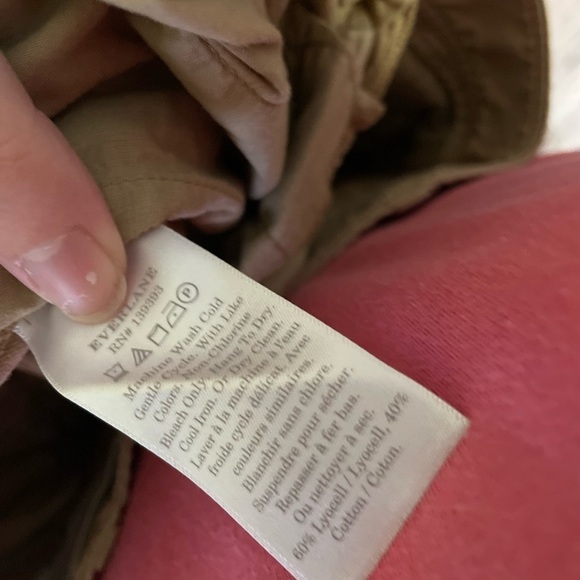 EVERLANE
RN# 139393
P
Machine Wash Cold
Gentle Cycle. With Like
Colors. Non-Chlorine
Bleach Only. Hang To Dry.
Cool Iron. Or Dry Clean.
Laver à la machine à l'eau
froide cycle délicat. Avec
couleurs similaires.
Blanchir sans chlore.
Suspendre pour sécher.
Repasser à fer bas.
Ou nettoyer à sec.
60% Lyocell / Lyocell, 40%
Cotton / Coton.